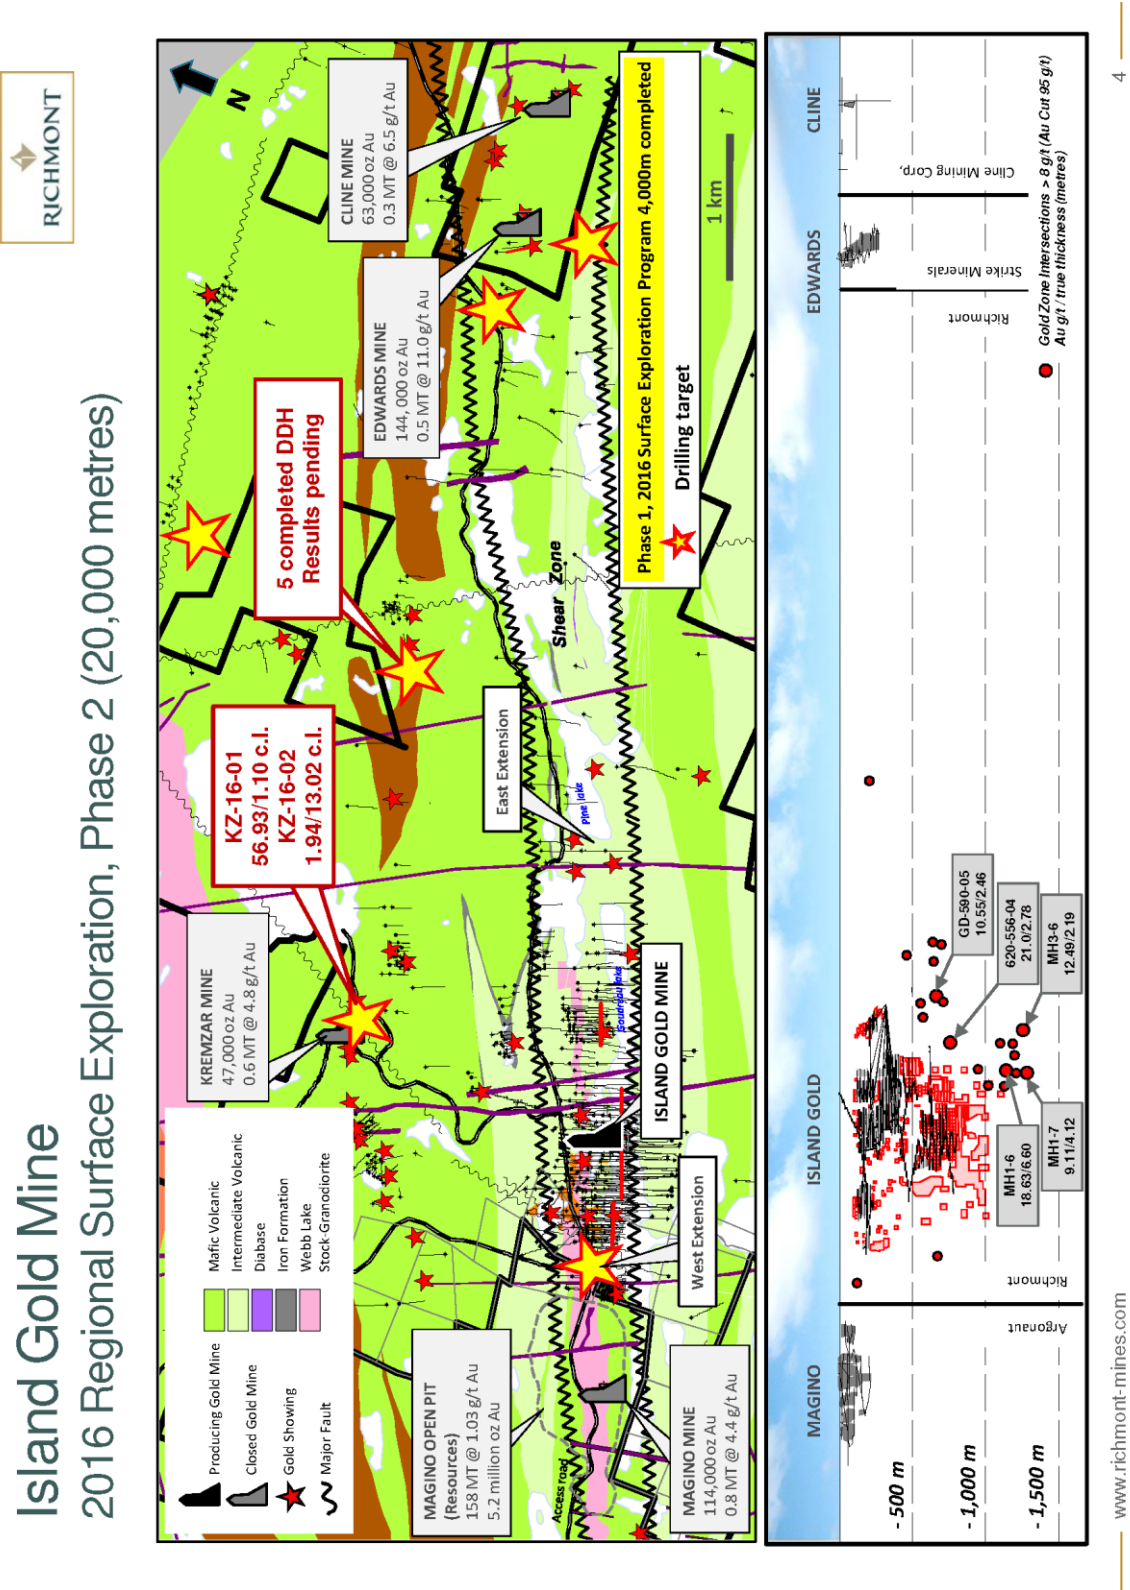 Island Gold Mine
2016 Regional Surface Exploration, Phase 2 (20,000 metres)
RICHMONT
N
Producing Gold Mine
Closed Gold Mine
Gold Showing
Major Fault
Mafic Volcanic
Intermediate Volcanic
Diabase
Iron Formation
Webb Lake
Stock-Granodiorite
KREMZAR MINE
47,000 oz Au
0.6 MT @ 4.8 g/t Au
KZ-16-01
56.93/1.10 c.l.
KZ-16-02
1.94/13.02 c.l.
5 completed DDH
Results pending
CLINE MINE
63,000 oz Au
0.3 MT @ 6.5 g/t Au
EDWARDS MINE
144,000 oz Au
0.5 MT @ 11.0 g/t Au
MAGINO OPEN PIT
(Resources)
158 MT @ 1.03 g/t Au
5.2 million oz Au
East Extension
Shear Zone
Pine lake
Goudreau lake
Access road
ISLAND GOLD MINE
West Extension
MAGINO MINE
114,000 oz Au
0.8 MT @ 4.4 g/t Au
Phase 1, 2016 Surface Exploration Program 4,000m completed
Drilling target
1 km
MAGINO
ISLAND GOLD
EDWARDS
CLINE
- 500 m
- 1,000 m
- 1,500 m
Argonaut
Richmont
Richmont
Strike Minerals
Cline Mining Corp,
GD-590-05
10.55/2.46
620-556-04
21.0/2.78
MH3-6
12.49/2.19
MH1-6
18.63/6.60
MH1-7
9.11/4.12
Gold Zone Intersections > 8 g/t (Au Cut 95 g/t)
Au g/t / true thickness (metres)
www.richmont-mines.com
4